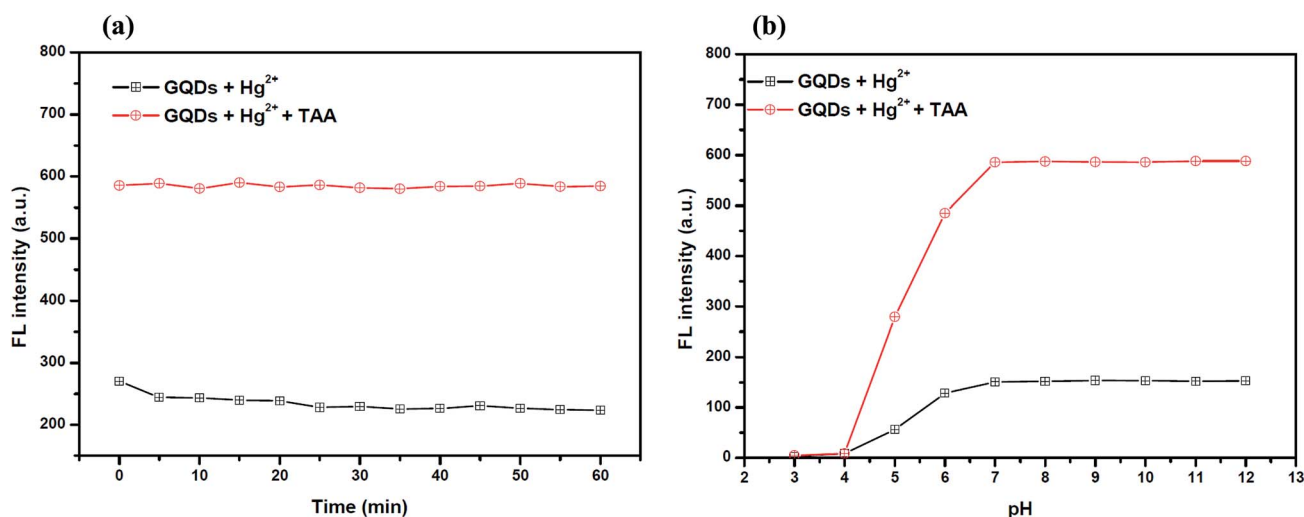 (a)
800
700
600
500
400
300
200
GQDs + Hg²⁺
GQDs + Hg²⁺ + TAA
FL intensity (a.u.)
0 10 20 30 40 50 60
Time (min)
(b)
800
700
600
500
400
300
200
100
0
GQDs + Hg²⁺
GQDs + Hg²⁺ + TAA
FL intensity (a.u.)
2 3 4 5 6 7 8 9 10 11 12 13
pH